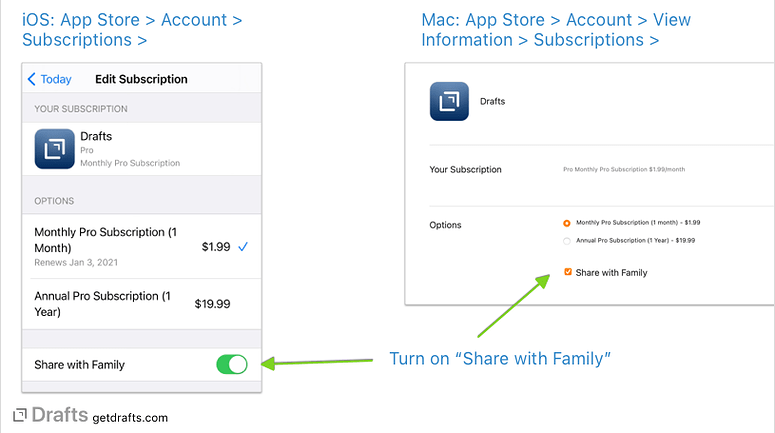 iOS: App Store > Account >
Subscriptions >
Today
Edit Subscription
YOUR SUBSCRIPTION
Drafts
Pro
Monthly Pro Subscription
OPTIONS
Monthly Pro Subscription (1
Month)
$1.99
Renews Jan 3, 2021
Annual Pro Subscription (1
Year)
$19.99
Share with Family
Mac: App Store > Account > View
Information > Subscriptions >
Drafts
Your Subscription
Pro Monthly Pro Subscription $1.99/month
Options
Monthly Pro Subscription (1 month) - $1.99
Annual Pro Subscription (1 Year) - $19.99
Share with Family
Turn on “Share with Family”
Drafts getdrafts.com